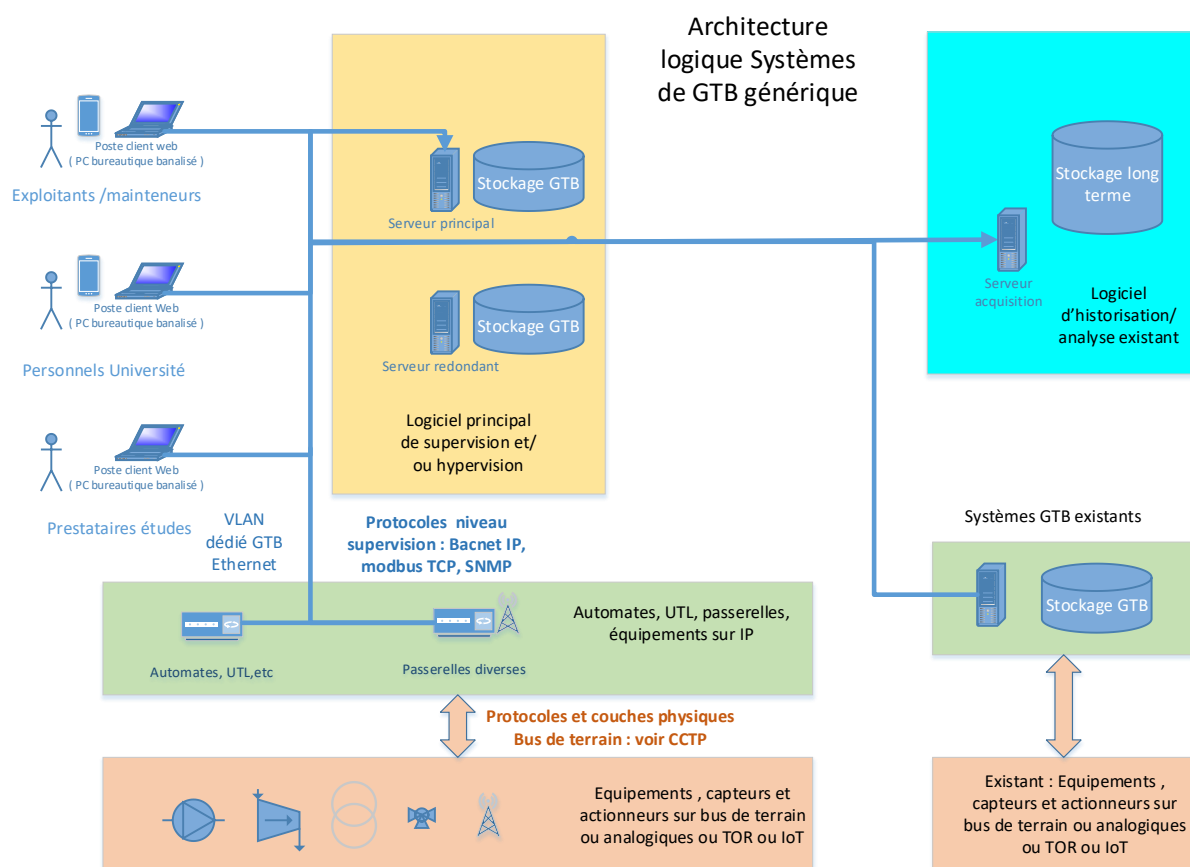 Architecture
logique Systèmes
de GTB générique
Poste client web
( PC bureautique banalisé )
Exploitants /mainteneurs
Stockage GTB
Serveur principal
Stockage long
terme
Serveur
acquisition
Logiciel
d’historisation/
analyse existant
Poste client Web
( PC bureautique banalisé )
Personnels Université
Stockage GTB
Serveur redondant
Logiciel principal
de supervision et/
ou hypervision
Poste client Web
( PC bureautique banalisé )
Prestataires études
VLAN
dédié GTB
Ethernet
Protocoles niveau
supervision : Bacnet IP,
modbus TCP, SNMP
Systèmes GTB existants
Stockage GTB
Automates, UTL, passerelles,
équipements sur IP
Automates, UTL,etc
Passerelles diverses
Protocoles et couches physiques
Bus de terrain : voir CCTP
Equipements , capteurs et
actionneurs sur bus de terrain
ou analogiques ou TOR ou IoT
Existant : Equipements ,
capteurs et actionneurs sur
bus de terrain ou analogiques
ou TOR ou IoT